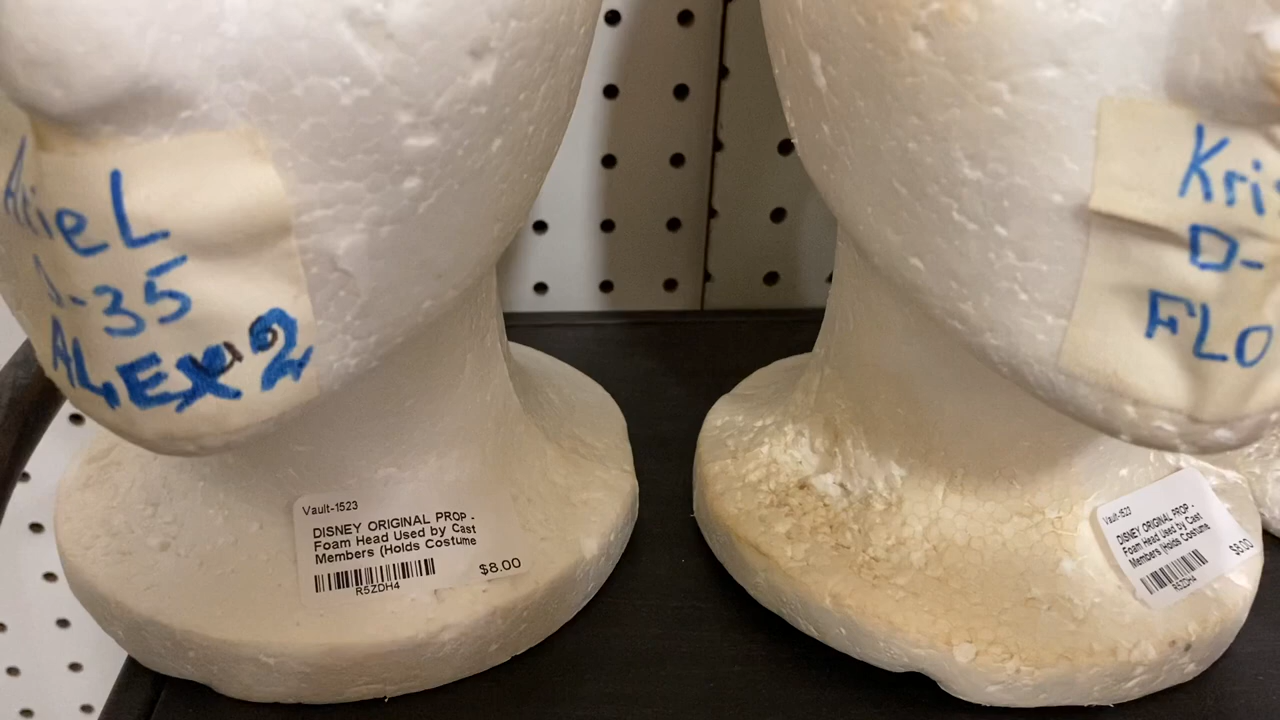 Ariel
D-35
ALEX 2
Vault-1523
DISNEY ORIGINAL PROP -
Foam Head Used by Cast
Members (Holds Costume
$8.00
R5ZDH4
Kris
D-
FLO
Vault-1523
DISNEY ORIGINAL PROP -
Foam Head Used by Cast
Members (Holds Costume
$8.00
R5ZDH4